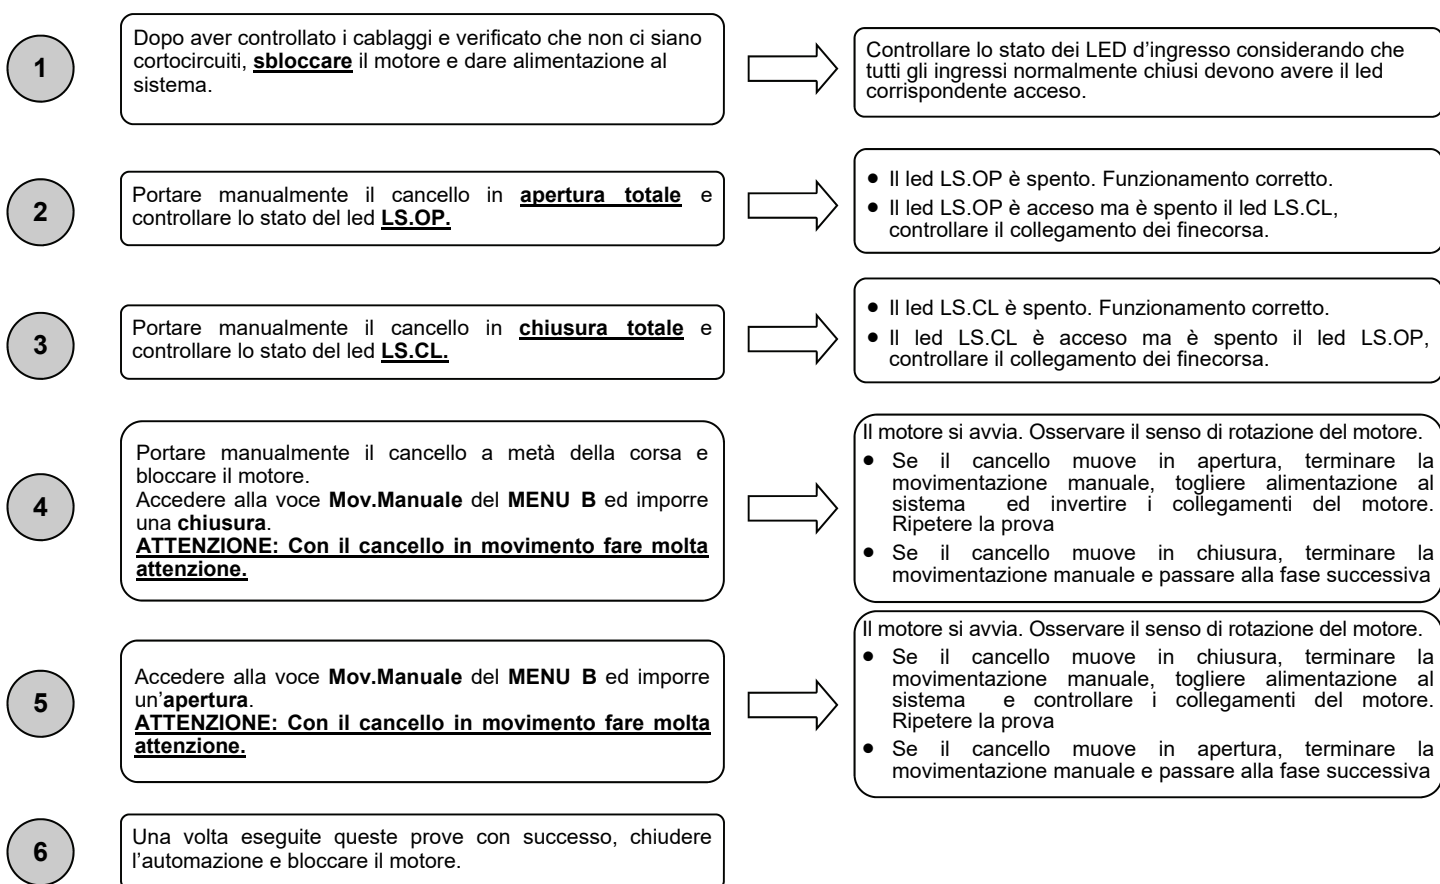 1
Dopo aver controllato i cablaggi e verificato che non ci siano
cortocircuiti, sbloccare il motore e dare alimentazione al
sistema.
Controllare lo stato dei LED d'ingresso considerando che
tutti gli ingressi normalmente chiusi devono avere il led
corrispondente acceso.
2
Portare manualmente il cancello in apertura totale e
controllare lo stato del led LS.OP.
● Il led LS.OP è spento. Funzionamento corretto.
● Il led LS.OP è acceso ma è spento il led LS.CL,
controllare il collegamento dei finecorsa.
3
Portare manualmente il cancello in chiusura totale e
controllare lo stato del led LS.CL.
● Il led LS.CL è spento. Funzionamento corretto.
● Il led LS.CL è acceso ma è spento il led LS.OP,
controllare il collegamento dei finecorsa.
4
Portare manualmente il cancello a metà della corsa e
bloccare il motore.
Accedere alla voce Mov.Manuale del MENU B ed imporre
una chiusura.
ATTENZIONE: Con il cancello in movimento fare molta
attenzione.
Il motore si avvia. Osservare il senso di rotazione del motore.
● Se il cancello muove in apertura, terminare la
movimentazione manuale, togliere alimentazione al
sistema ed invertire i collegamenti del motore.
Ripetere la prova
● Se il cancello muove in chiusura, terminare la
movimentazione manuale e passare alla fase successiva
5
Accedere alla voce Mov.Manuale del MENU B ed imporre
un'apertura.
ATTENZIONE: Con il cancello in movimento fare molta
attenzione.
Il motore si avvia. Osservare il senso di rotazione del motore.
● Se il cancello muove in chiusura, terminare la
movimentazione manuale, togliere alimentazione al
sistema e controllare i collegamenti del motore.
Ripetere la prova
● Se il cancello muove in apertura, terminare la
movimentazione manuale e passare alla fase successiva
6
Una volta eseguite queste prove con successo, chiudere
l'automazione e bloccare il motore.